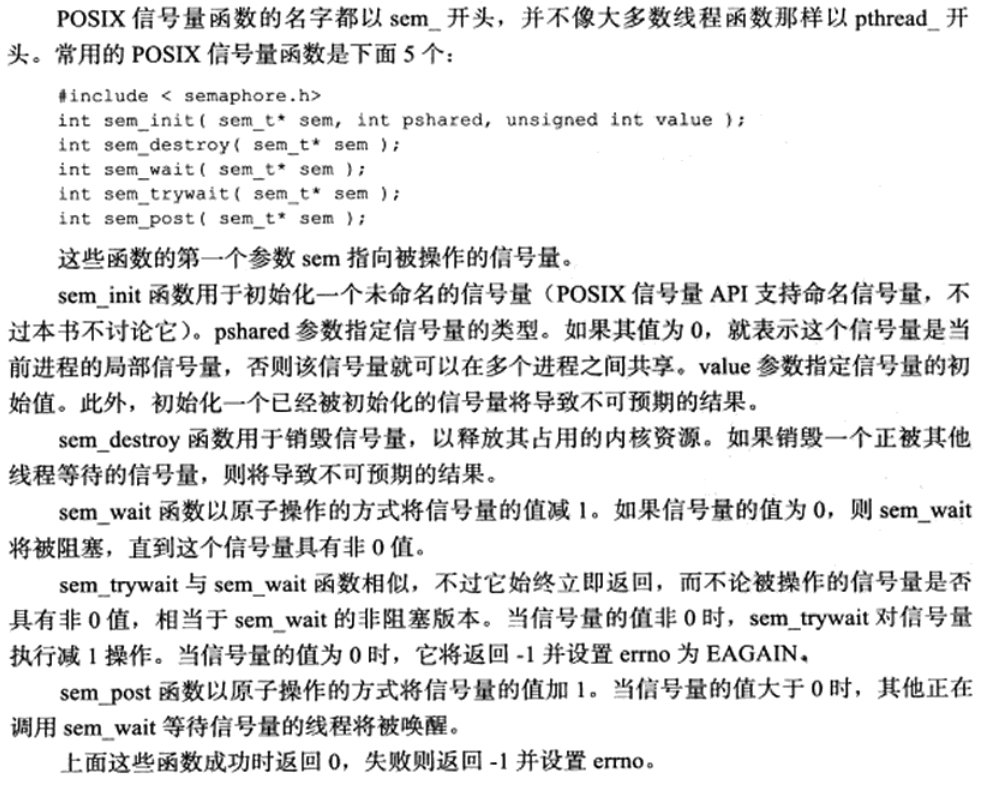 POSIX 信号量函数的名字都以 sem_ 开头，并不像大多数线程函数那样以 pthread_ 开
头。常用的 POSIX 信号量函数是下面 5 个：
#include < semaphore.h>
int sem_init( sem_t* sem, int pshared, unsigned int value );
int sem_destroy( sem_t* sem );
int sem_wait( sem_t* sem );
int sem_trywait( sem_t* sem );
int sem_post( sem_t* sem );
这些函数的第一个参数 sem 指向被操作的信号量。
sem_init 函数用于初始化一个未命名的信号量（POSIX 信号量 API 支持命名信号量，不
过本书不讨论它）。pshared 参数指定信号量的类型。如果其值为 0，就表示这个信号量是当
前进程的局部信号量，否则该信号量就可以在多个进程之间共享。value 参数指定信号量的初
始值。此外，初始化一个已经被初始化的信号量将导致不可预期的结果。
sem_destroy 函数用于销毁信号量，以释放其占用的内核资源。如果销毁一个正被其他
线程等待的信号量，则将导致不可预期的结果。
sem_wait 函数以原子操作的方式将信号量的值减 1。如果信号量的值为 0，则 sem_wait
将被阻塞，直到这个信号量具有非 0 值。
sem_trywait 与 sem_wait 函数相似，不过它始终立即返回，而不论被操作的信号量是否
具有非 0 值，相当于 sem_wait 的非阻塞版本。当信号量的值非 0 时，sem_trywait 对信号量
执行减 1 操作。当信号量的值为 0 时，它将返回 -1 并设置 errno 为 EAGAIN。
sem_post 函数以原子操作的方式将信号量的值加 1。当信号量的值大于 0 时，其他正在
调用 sem_wait 等待信号量的线程将被唤醒。
上面这些函数成功时返回 0，失败则返回 -1 并设置 errno。